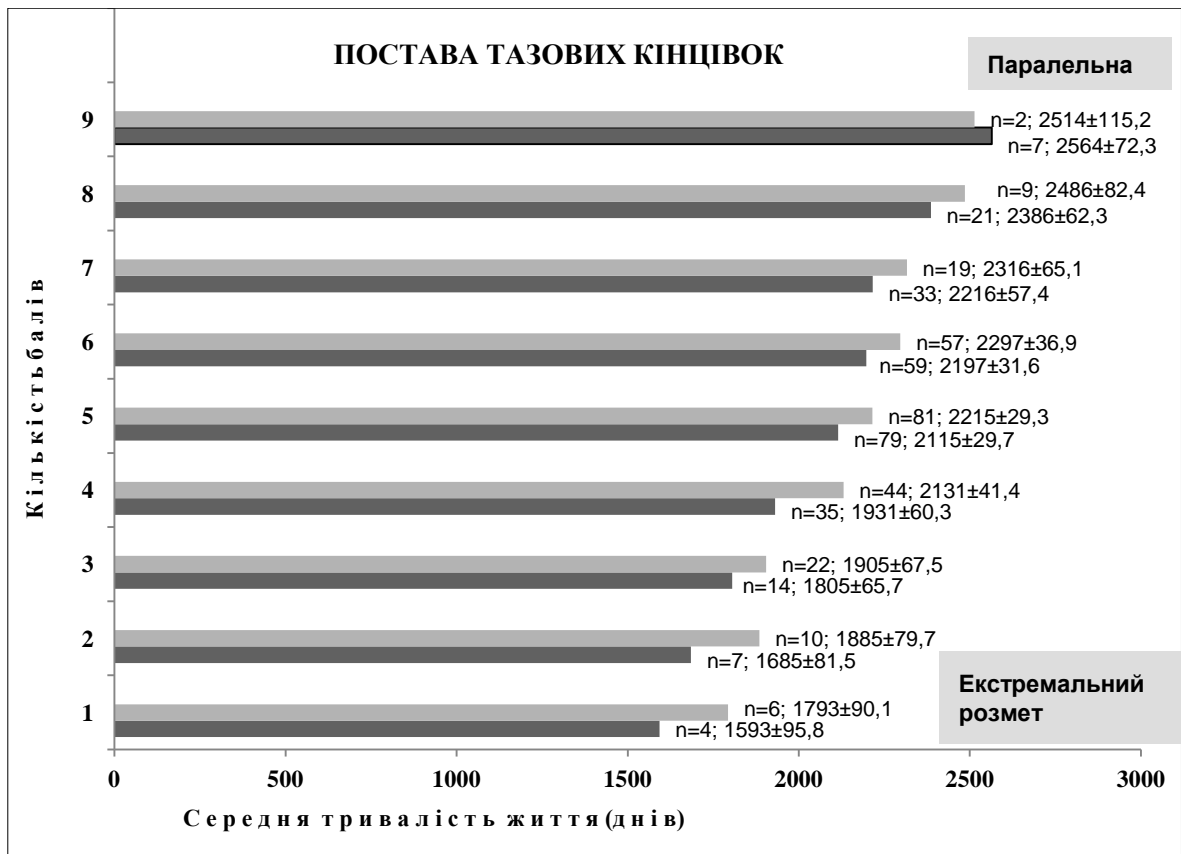 ПОСТАВА ТАЗОВИХ КІНЦІВОК
Паралельна
9
n=2; 2514±115,2
n=7; 2564±72,3
8
n=9; 2486±82,4
n=21; 2386±62,3
7
n=19; 2316±65,1
n=33; 2216±57,4
6
n=57; 2297±36,9
n=59; 2197±31,6
5
n=81; 2215±29,3
n=79; 2115±29,7
4
n=44; 2131±41,4
n=35; 1931±60,3
3
n=22; 1905±67,5
n=14; 1805±65,7
2
n=10; 1885±79,7
n=7; 1685±81,5
1
n=6; 1793±90,1
n=4; 1593±95,8
Екстремальний
розмет
Кількість балів
0 500 1000 1500 2000 2500 3000
Середня тривалість життя (днів)